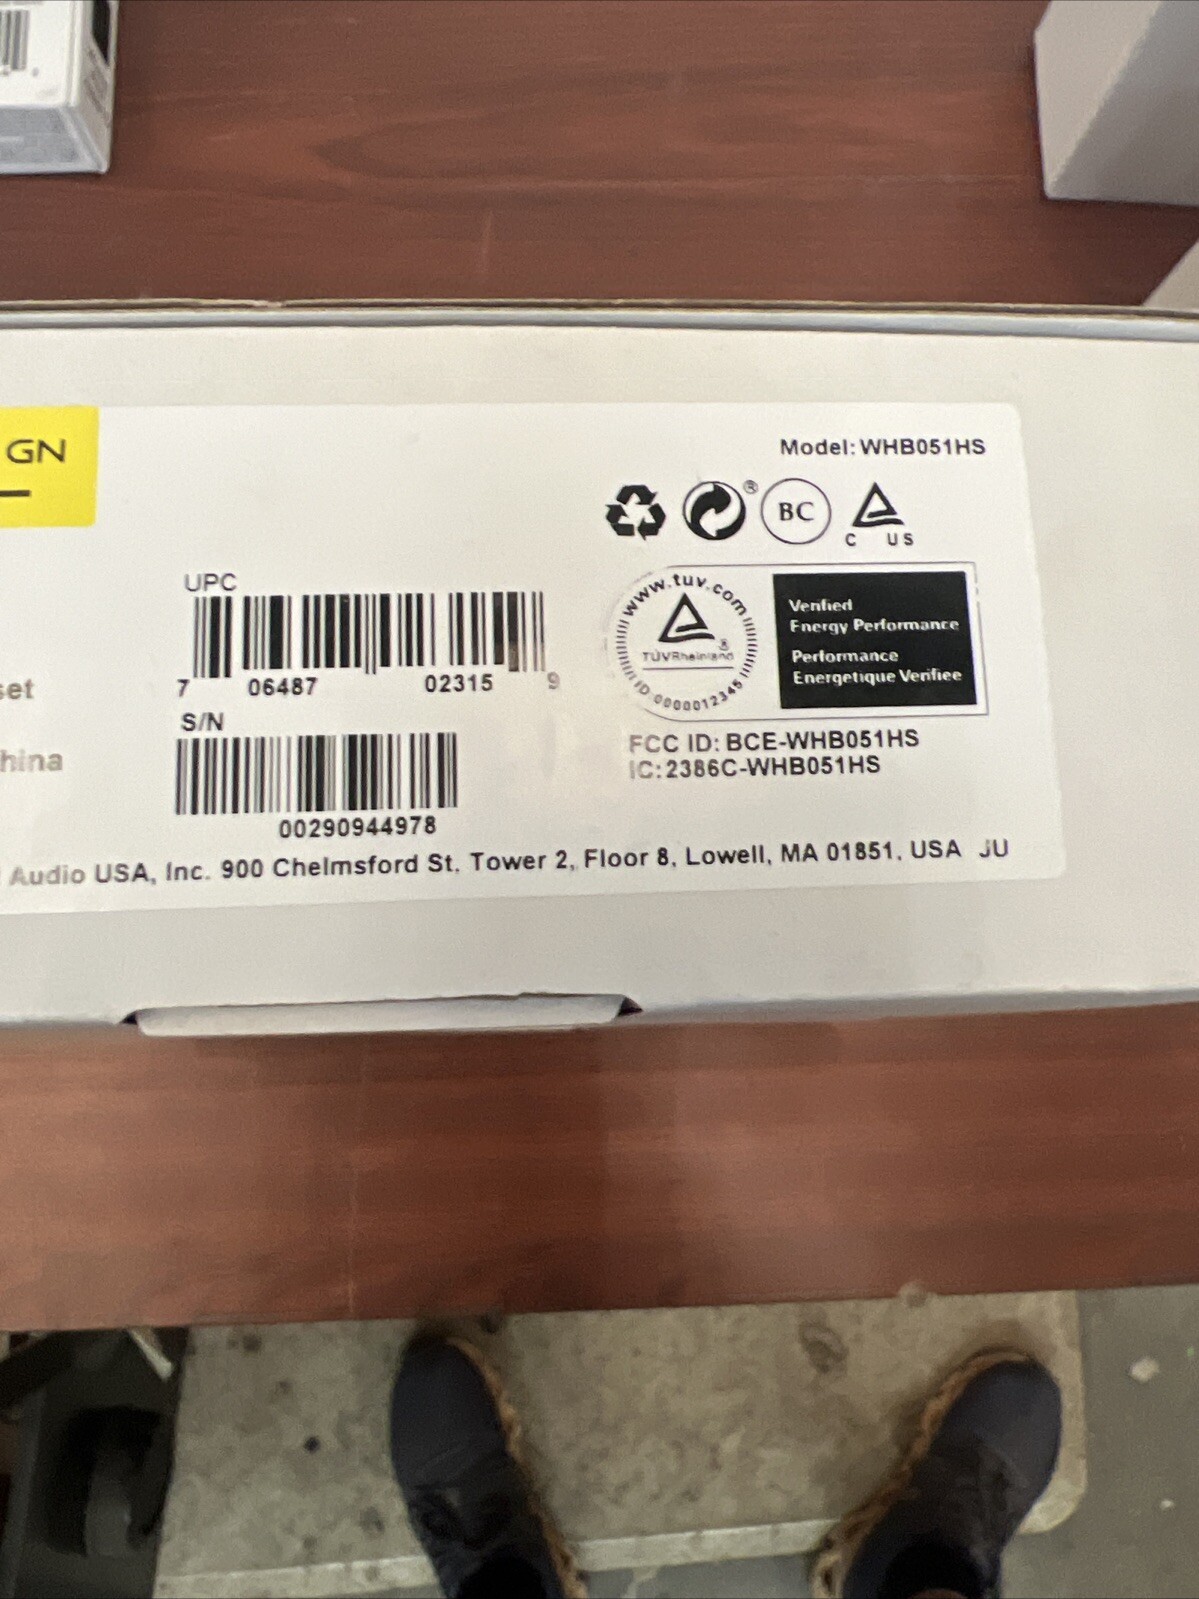 GN
Model: WHB051HS
®
BC
C US
UPC
www.tuv.com
TÜVRheinland
ID 0000012345
Verified
Energy Performance
Performance
Energetique Verifiee
7 06487 02315 9
set
S/N
hina
FCC ID: BCE-WHB051HS
IC: 2386C-WHB051HS
00290944978
Audio USA, Inc. 900 Chelmsford St. Tower 2, Floor 8, Lowell, MA 01851. USA JU